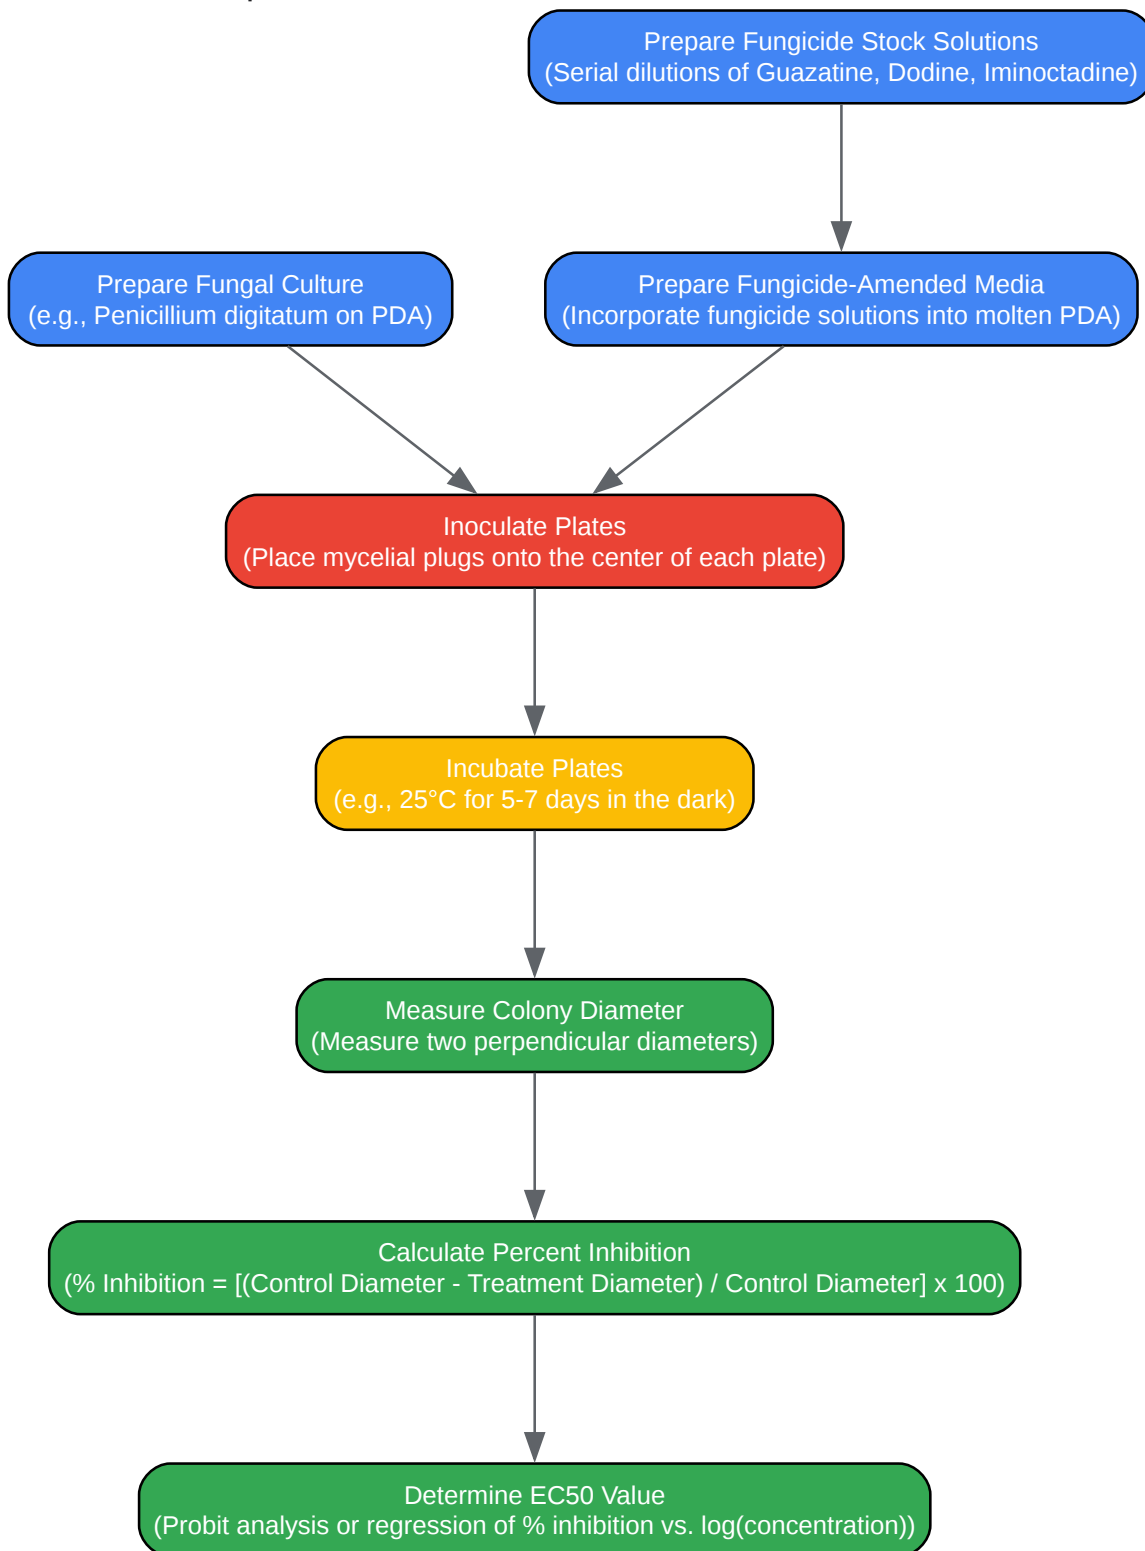 Prepare Fungicide Stock Solutions
(Serial dilutions of Guazatine, Dodine, Iminoctadine)
Prepare Fungal Culture
(e.g., Penicillium digitatum on PDA)
Prepare Fungicide-Amended Media
(Incorporate fungicide solutions into molten PDA)
Inoculate Plates
(Place mycelial plugs onto the center of each plate)
Incubate Plates
(e.g., 25°C for 5-7 days in the dark)
Measure Colony Diameter
(Measure two perpendicular diameters)
Calculate Percent Inhibition
(% Inhibition = [(Control Diameter - Treatment Diameter) / Control Diameter] x 100)
Determine EC50 Value
(Probit analysis or regression of % inhibition vs. log(concentration))